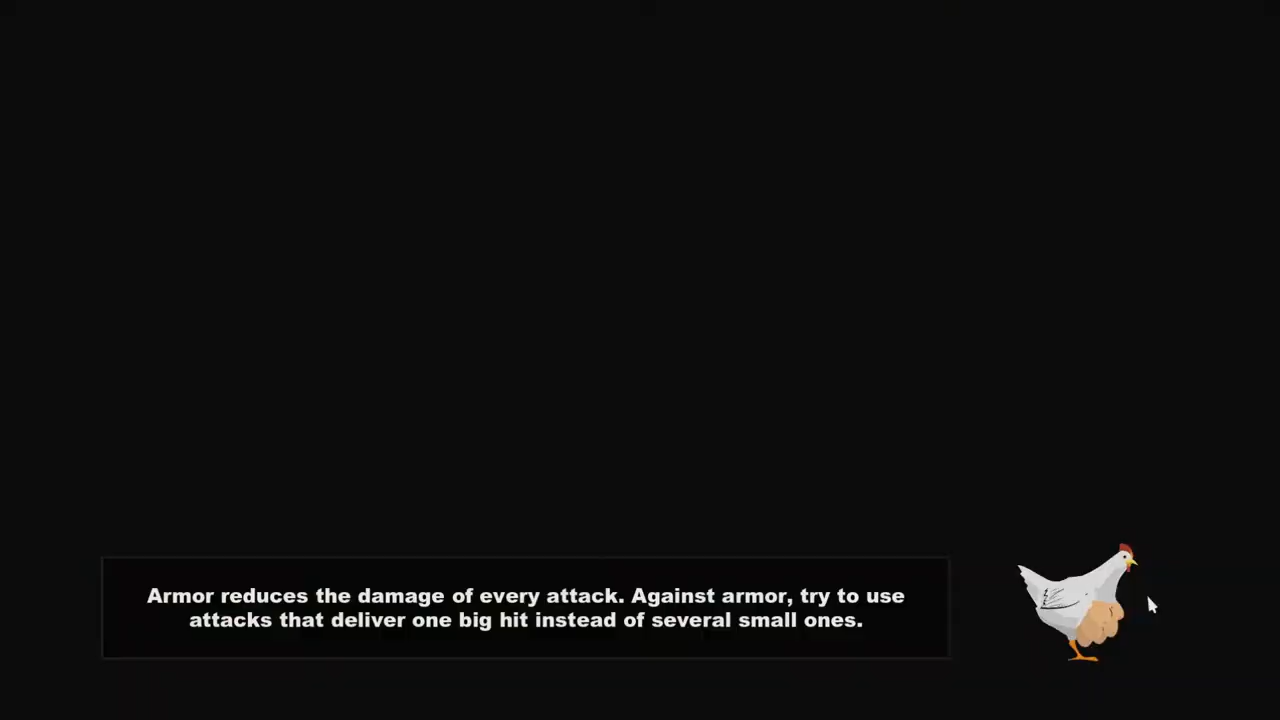 Armor reduces the damage of every attack. Against armor, try to use
attacks that deliver one big hit instead of several small ones.